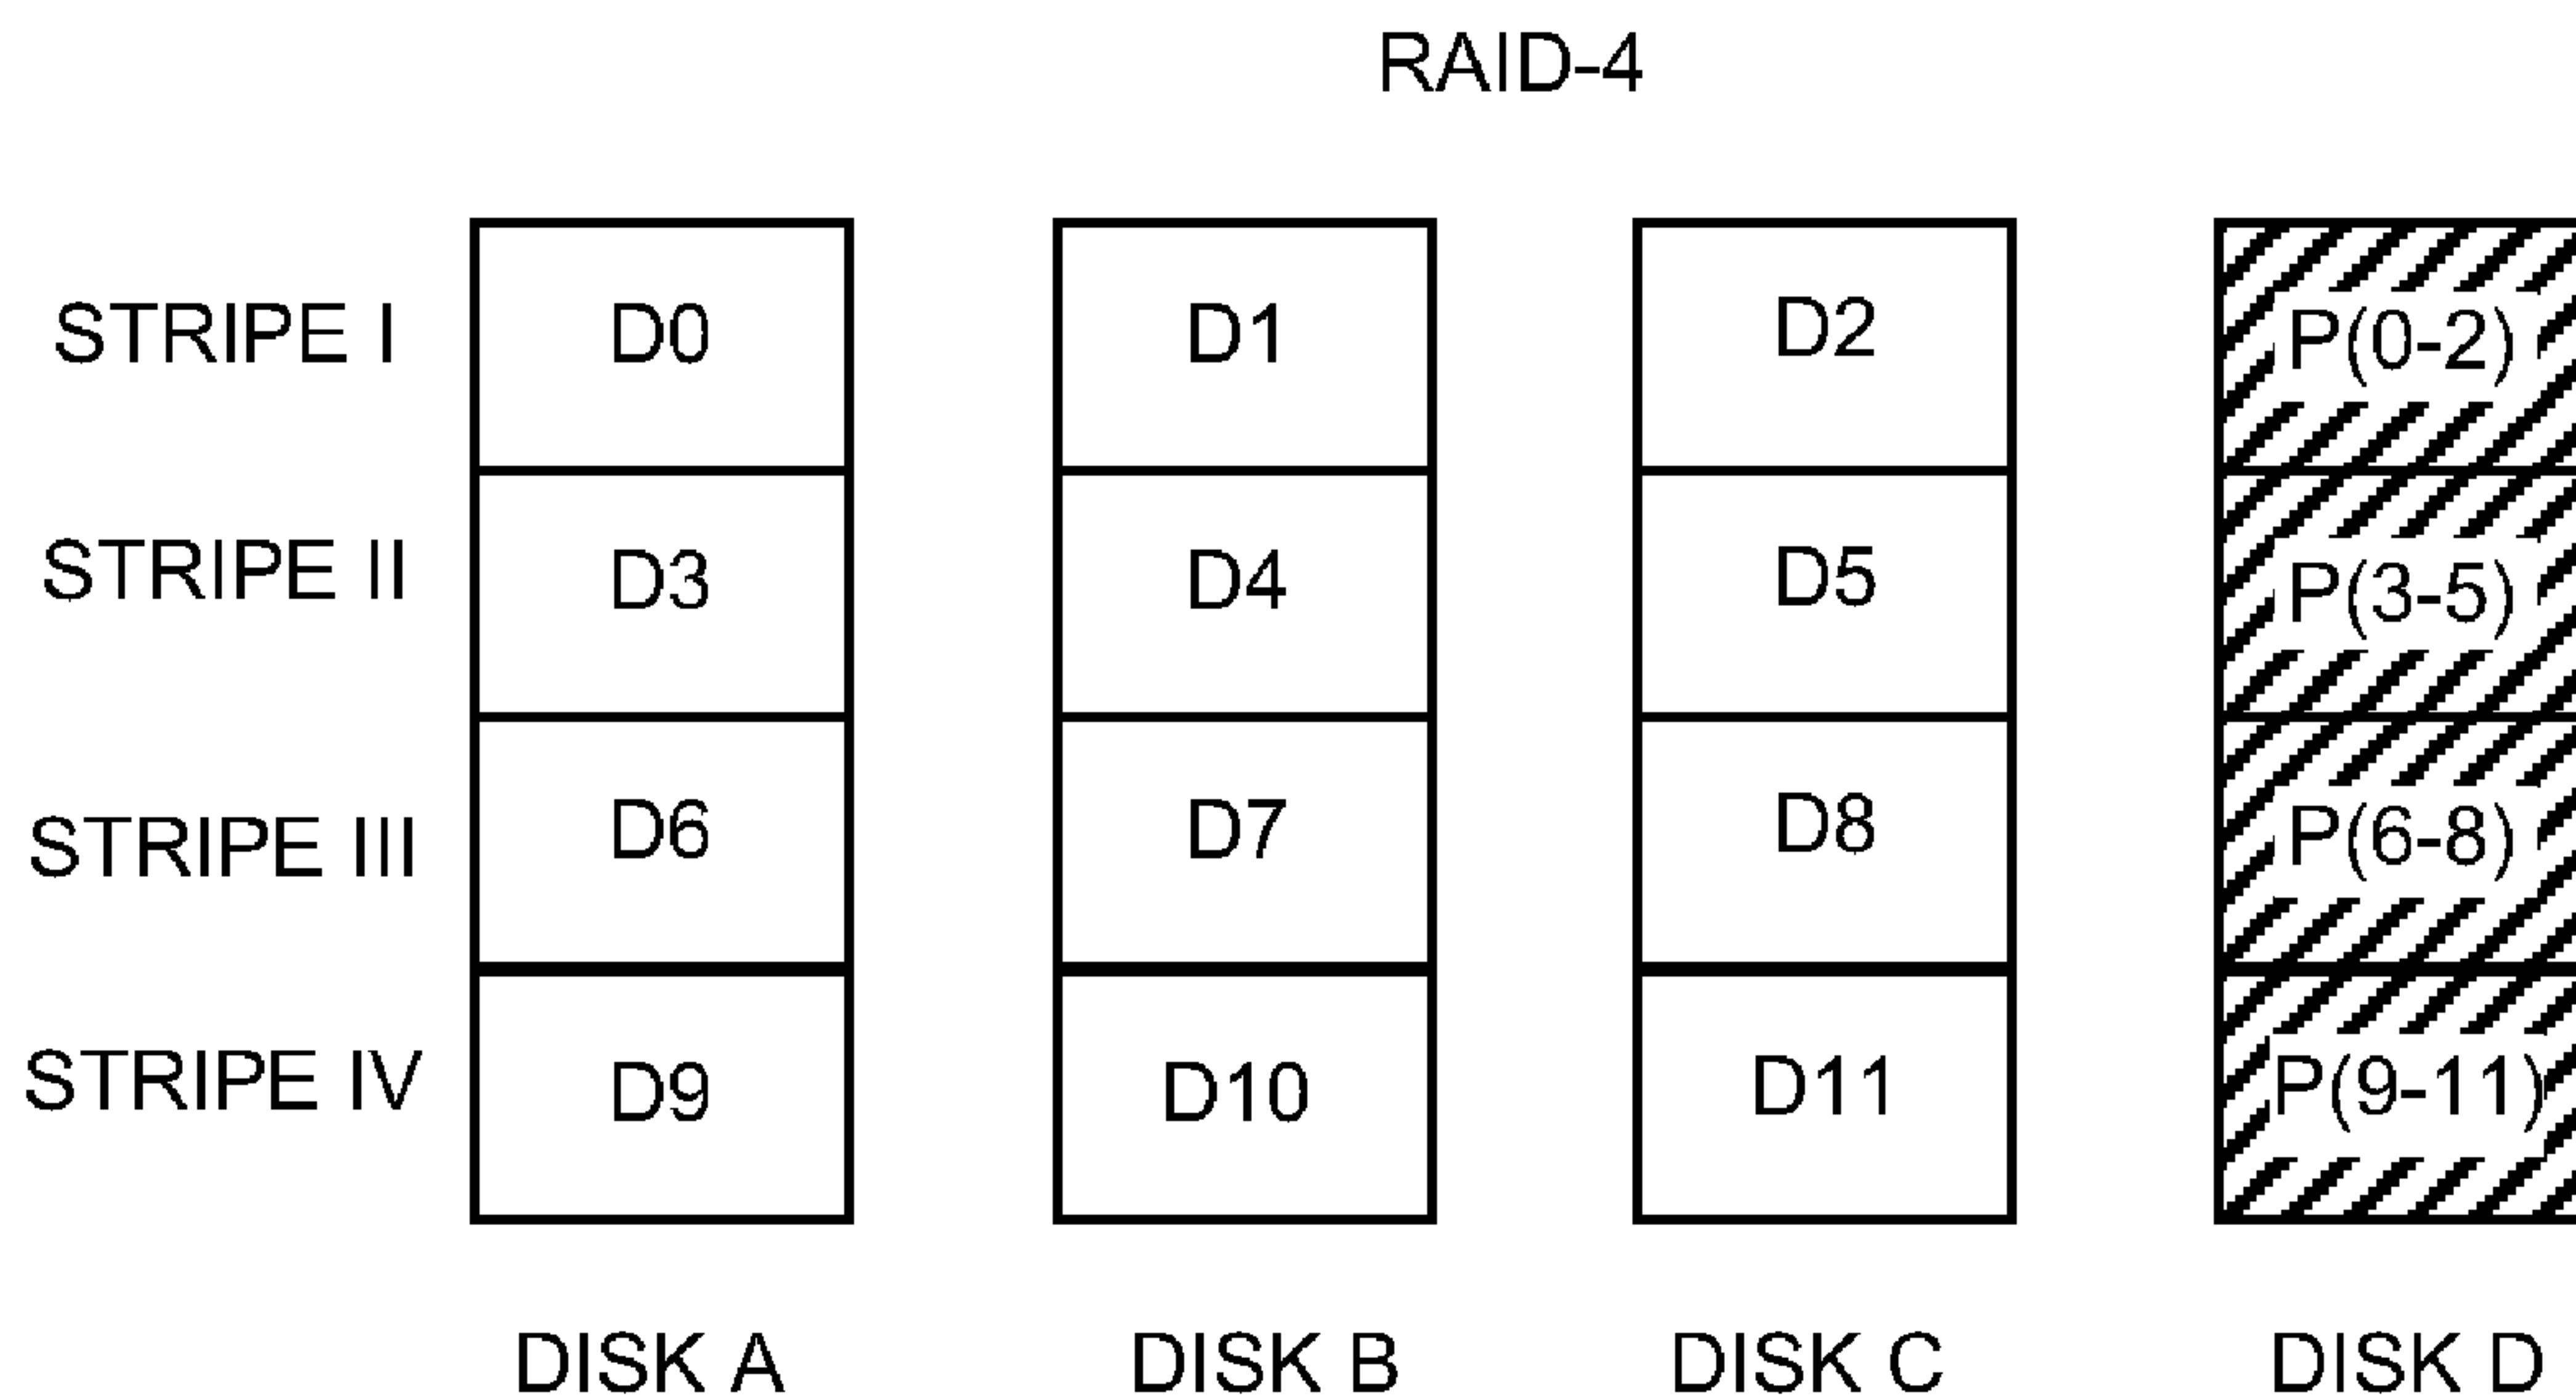 RAID-4
STRIPE I D0 D1 D2 P(0-2)
STRIPE II D3 D4 D5 P(3-5)
STRIPE III D6 D7 D8 P(6-8)
STRIPE IV D9 D10 D11 P(9-11)
DISK A DISK B DISK C DISK D